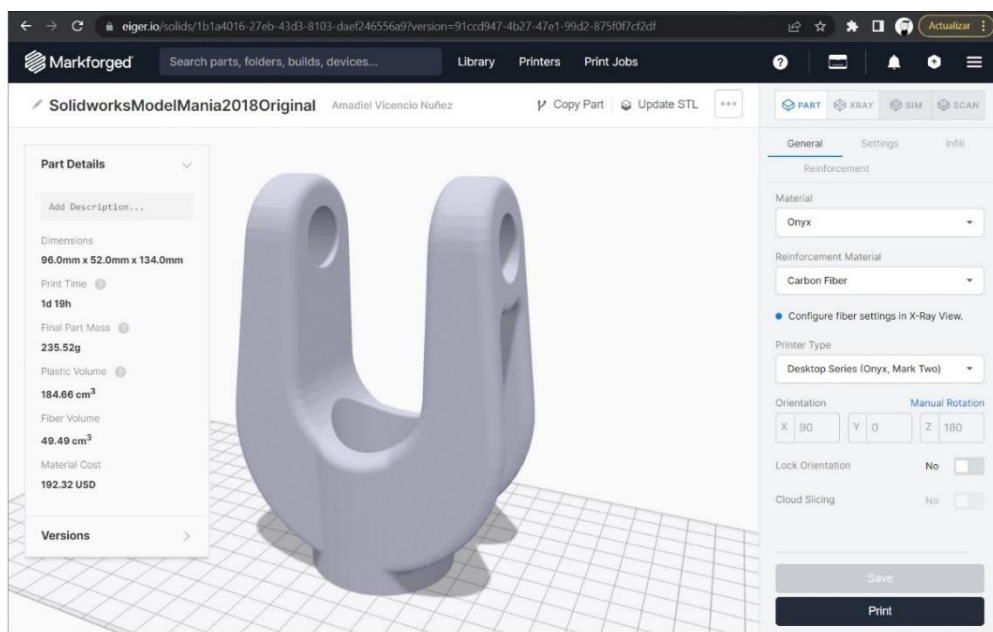 eiger.io/solids/1b1a4016-27eb-43d3-8103-daef246556a9?version=91ccd947-4b27-47e1-99d2-875f0f7cf2df
Actualizar
Markforged
Search parts, folders, builds, devices...
Library
Printers
Print Jobs
SolidworksModelMania2018Original
Amadiel Vicencio Nuñez
Copy Part
Update STL
PART
XRAY
SIM
SCAN
Part Details
Add Description...
Dimensions
96.0mm x 52.0mm x 134.0mm
Print Time
1d 19h
Final Part Mass
235.52g
Plastic Volume
184.66 cm³
Fiber Volume
49.49 cm³
Material Cost
192.32 USD
Versions
General
Settings
Infill
Reinforcement
Material
Onyx
Reinforcement Material
Carbon Fiber
Configure fiber settings in X-Ray View.
Printer Type
Desktop Series (Onyx, Mark Two)
Orientation
Manual Rotation
X 90
Y 0
Z 180
Lock Orientation
No
Cloud Slicing
No
Save
Print